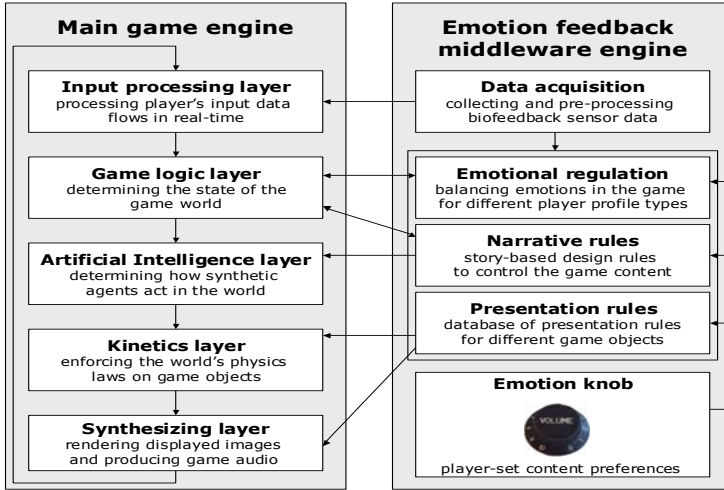 Main game engine
Input processing layer
processing player's input data
flows in real-time
Game logic layer
determining the state of the
game world
Artificial Intelligence layer
determining how synthetic
agents act in the world
Kinetics layer
enforcing the world's physics
laws on game objects
Synthesizing layer
rendering displayed images
and producing game audio
Emotion feedback
middleware engine
Data acquisition
collecting and pre-processing
biofeedback sensor data
Emotional regulation
balancing emotions in the game
for different player profile types
Narrative rules
story-based design rules
to control the game content
Presentation rules
database of presentation rules
for different game objects
Emotion knob
VOLUME
player-set content preferences